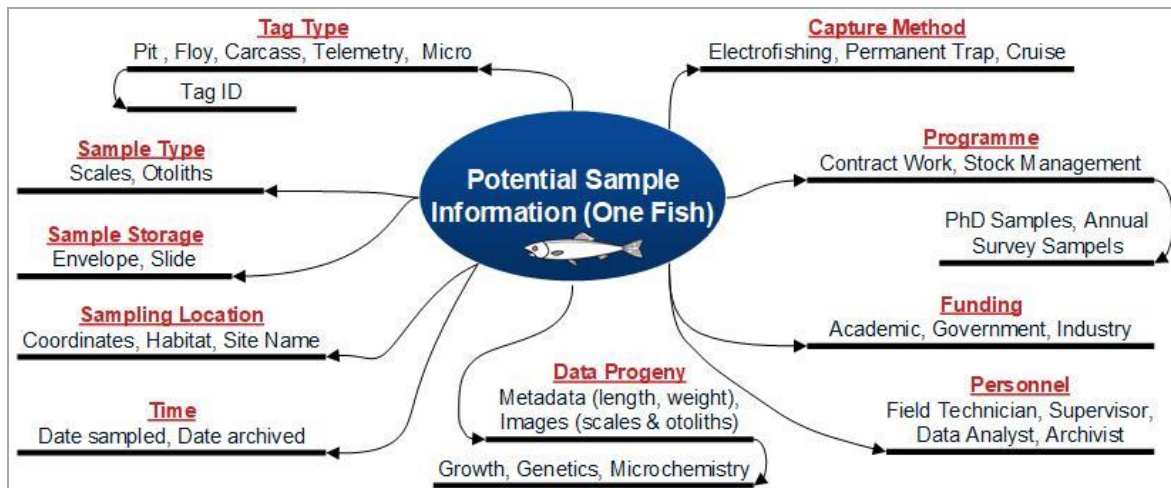 Tag Type
Pit , Floy, Carcass, Telemetry, Micro
Tag ID
Sample Type
Scales, Otoliths
Sample Storage
Envelope, Slide
Sampling Location
Coordinates, Habitat, Site Name
Time
Date sampled, Date archived
Potential Sample
Information (One Fish)
Data Progeny
Metadata (length, weight),
Images (scales & otoliths)
Growth, Genetics, Microchemistry
Capture Method
Electrofishing, Permanent Trap, Cruise
Programme
Contract Work, Stock Management
PhD Samples, Annual
Survey Sampels
Funding
Academic, Government, Industry
Personnel
Field Technician, Supervisor,
Data Analyst, Archivist